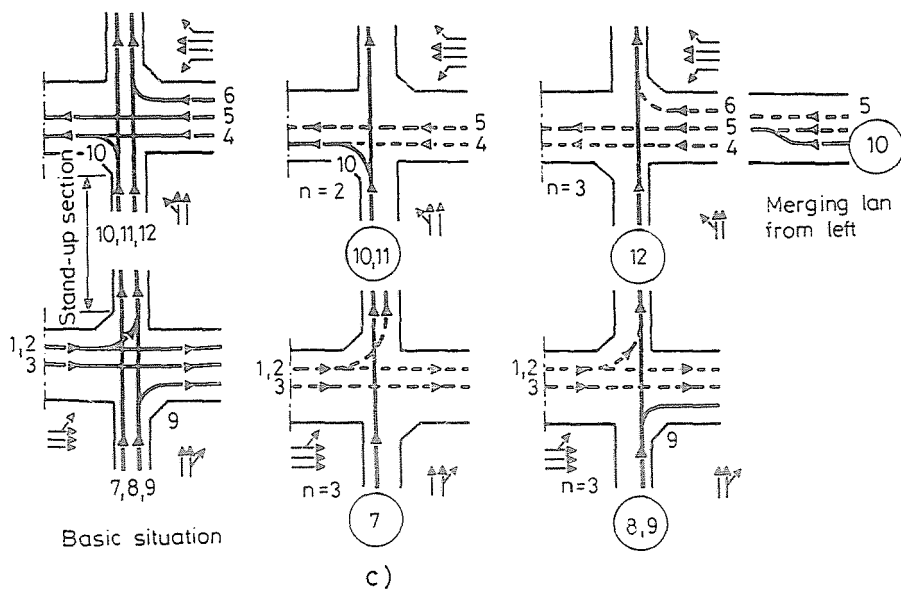 6
5
4
10
Stand-up section
10,11,12
1,2
3
9
7,8,9
Basic situation
5
4
10
n=2
10,11
1,2
3
n=3
7
c)
6
5
4
n=3
12
5
10
Merging lan
from left
1,2
3
9
n=3
8,9